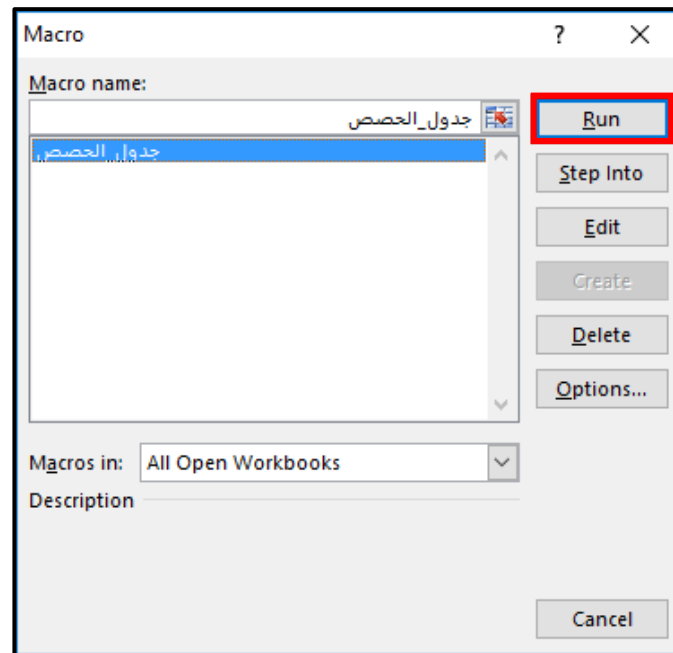 Macro
?
Macro name:
جدول_الحصص
جدول_الحصص
Run
Step Into
Edit
Create
Delete
Options...
Macros in:
All Open Workbooks
Description
Cancel